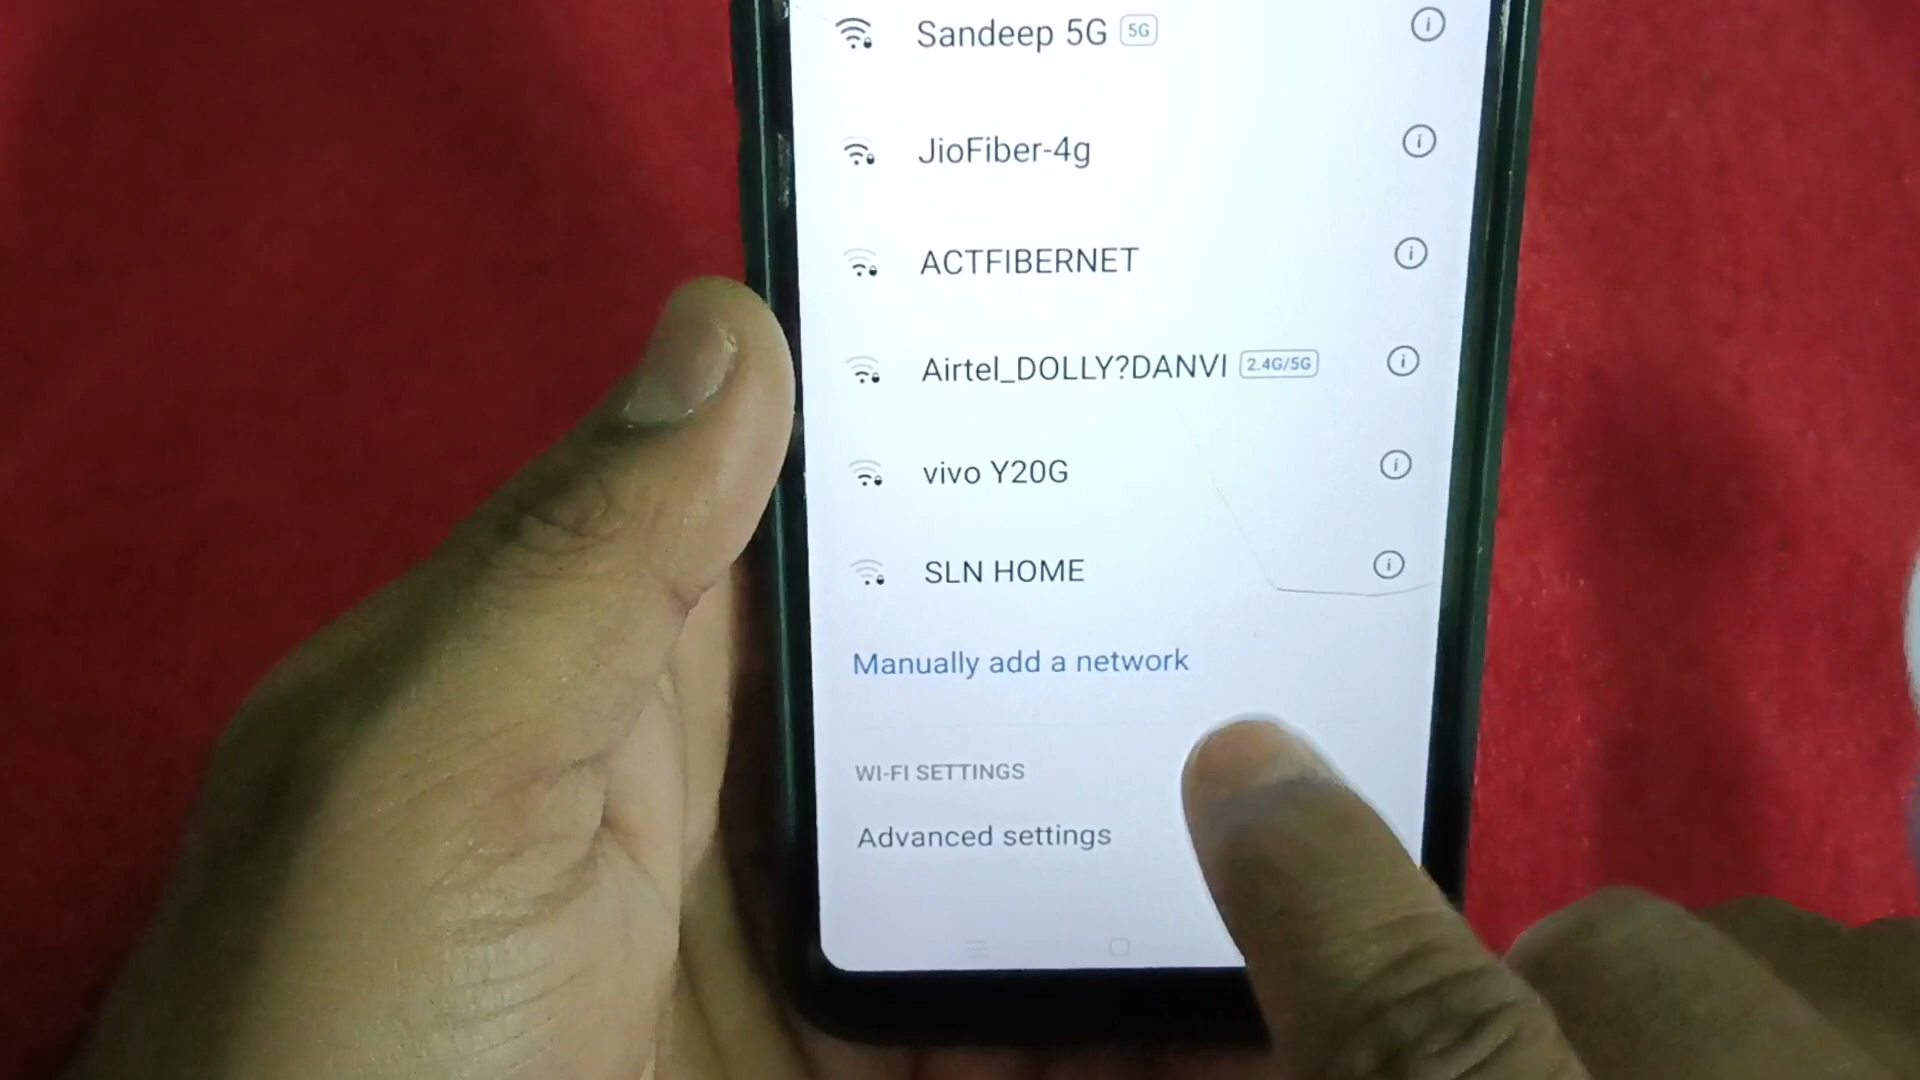 Sandeep 5G 5G
JioFiber-4g
ACTFIBERNET
Airtel_DOLLY?DANVI 2.4G/5G
vivo Y20G
SLN HOME
Manually add a network
WI-FI SETTINGS
Advanced settings